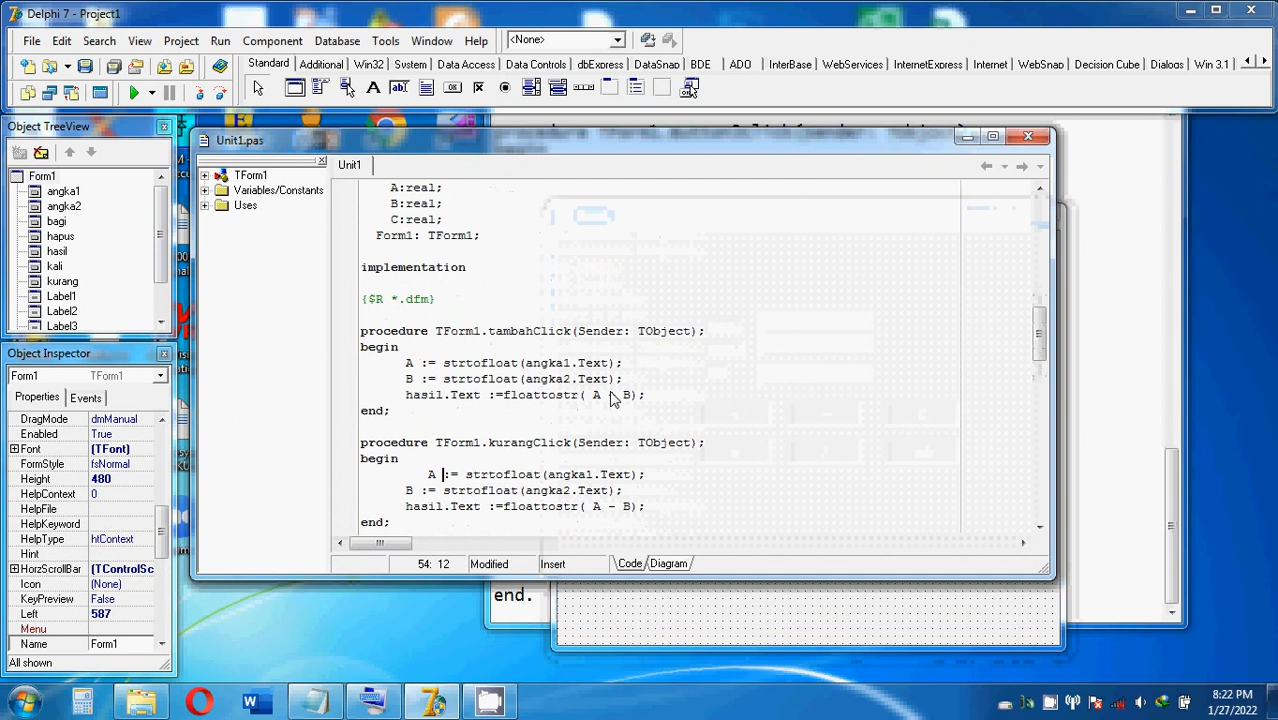 Delphi 7 - Project1
File Edit Search View Project Run Component Database Tools Window Help <None>
Standard Additional Win32 System Data Access Data Controls dbExpress DataSnap BDE ADO InterBase WebServices InternetExpress Internet WebSnap Decision Cube Dialogs Win 3.1
Object TreeView
Form1
angka1
angka2
bagi
hapus
hasil
kali
kurang
Label1
Label2
Label3
Object Inspector
Form1 TForm1
Properties Events
DragMode dmManual
Enabled True
Font (TFont)
FormStyle fsNormal
Height 480
HelpContext 0
HelpFile
HelpKeyword
HelpType htContext
Hint
HorzScrollBar (TControlSc
Icon (None)
KeyPreview False
Left 587
Menu
Name Form1
All shown
Unit1.pas
TForm1
Variables/Constants
Uses
Unit1
A:real;
B:real;
C:real;
Form1: TForm1;
implementation
{$R *.dfm}
procedure TForm1.tambahClick(Sender: TObject);
begin
A := strtofloat(angka1.Text);
B := strtofloat(angka2.Text);
hasil.Text :=floattostr( A B);
end;
procedure TForm1.kurangClick(Sender: TObject);
begin
A := strtofloat(angka1.Text);
B := strtofloat(angka2.Text);
hasil.Text :=floattostr( A - B);
end;
54: 12 Modified Insert Code Diagram
end.
8:22 PM
1/27/2022